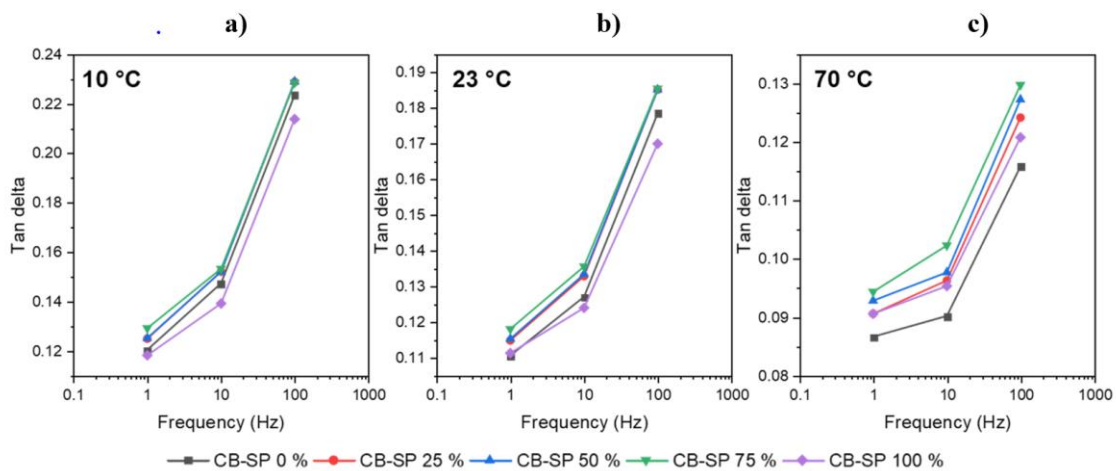 a)
b)
c)
10 °C
23 °C
70 °C
Tan delta
0.24
0.22
0.20
0.18
0.16
0.14
0.12
0.1
1
10
100
1000
Frequency (Hz)
Tan delta
0.19
0.18
0.17
0.16
0.15
0.14
0.13
0.12
0.11
0.1
1
10
100
1000
Frequency (Hz)
Tan delta
0.13
0.12
0.11
0.10
0.09
0.08
0.1
1
10
100
1000
Frequency (Hz)
CB-SP 0 % CB-SP 25 % CB-SP 50 % CB-SP 75 % CB-SP 100 %